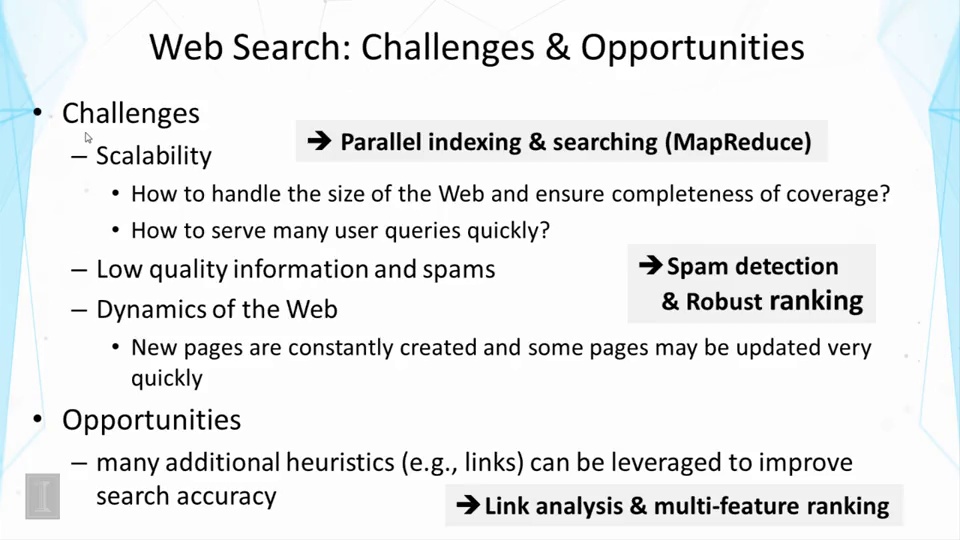 Web Search: Challenges & Opportunities
• Challenges
– Scalability
➔ Parallel indexing & searching (MapReduce)
• How to handle the size of the Web and ensure completeness of coverage?
• How to serve many user queries quickly?
– Low quality information and spams
➔ Spam detection
& Robust ranking
– Dynamics of the Web
• New pages are constantly created and some pages may be updated very
quickly
• Opportunities
– many additional heuristics (e.g., links) can be leveraged to improve
search accuracy
➔ Link analysis & multi-feature ranking
I